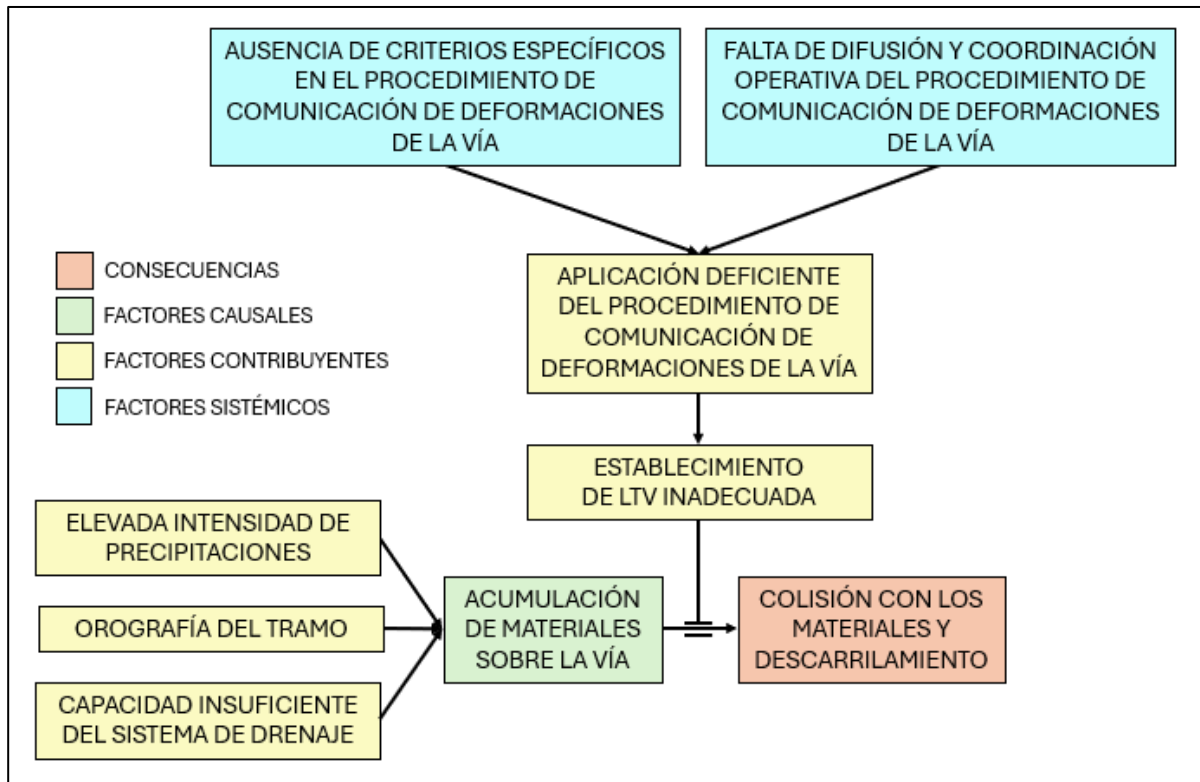 AUSENCIA DE CRITERIOS ESPECÍFICOS
EN EL PROCEDIMIENTO DE
COMUNICACIÓN DE DEFORMACIONES
DE LA VÍA
FALTA DE DIFUSIÓN Y COORDINACIÓN
OPERATIVA DEL PROCEDIMIENTO DE
COMUNICACIÓN DE DEFORMACIONES
DE LA VÍA
CONSECUENCIAS
FACTORES CAUSALES
FACTORES CONTRIBUYENTES
FACTORES SISTÉMICOS
APLICACIÓN DEFICIENTE
DEL PROCEDIMIENTO DE
COMUNICACIÓN DE
DEFORMACIONES DE LA VÍA
ESTABLECIMIENTO
DE LTV INADECUADA
ELEVADA INTENSIDAD DE
PRECIPITACIONES
OROGRAFÍA DEL TRAMO
CAPACIDAD INSUFICIENTE
DEL SISTEMA DE DRENAJE
ACUMULACIÓN
DE MATERIALES
SOBRE LA VÍA
COLISIÓN CON LOS
MATERIALES Y
DESCARRILAMIENTO